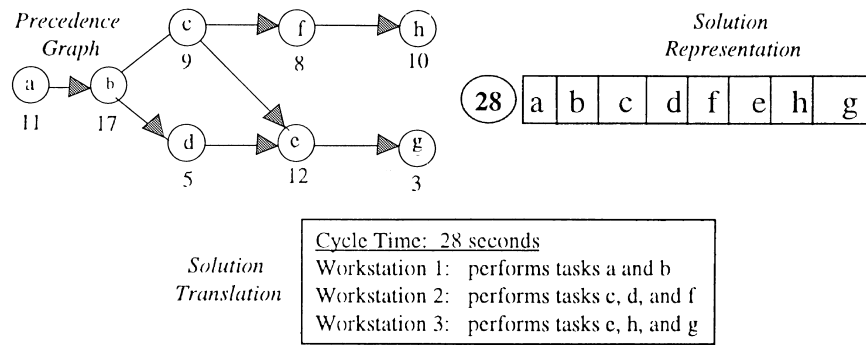 Precedence
Graph
c
9
f
8
h
10
a
11
b
17
d
5
e
12
g
3
Solution
Representation
28 a b c d f e h g
Solution
Translation
Cycle Time: 28 seconds
Workstation 1: performs tasks a and b
Workstation 2: performs tasks c, d, and f
Workstation 3: performs tasks e, h, and g